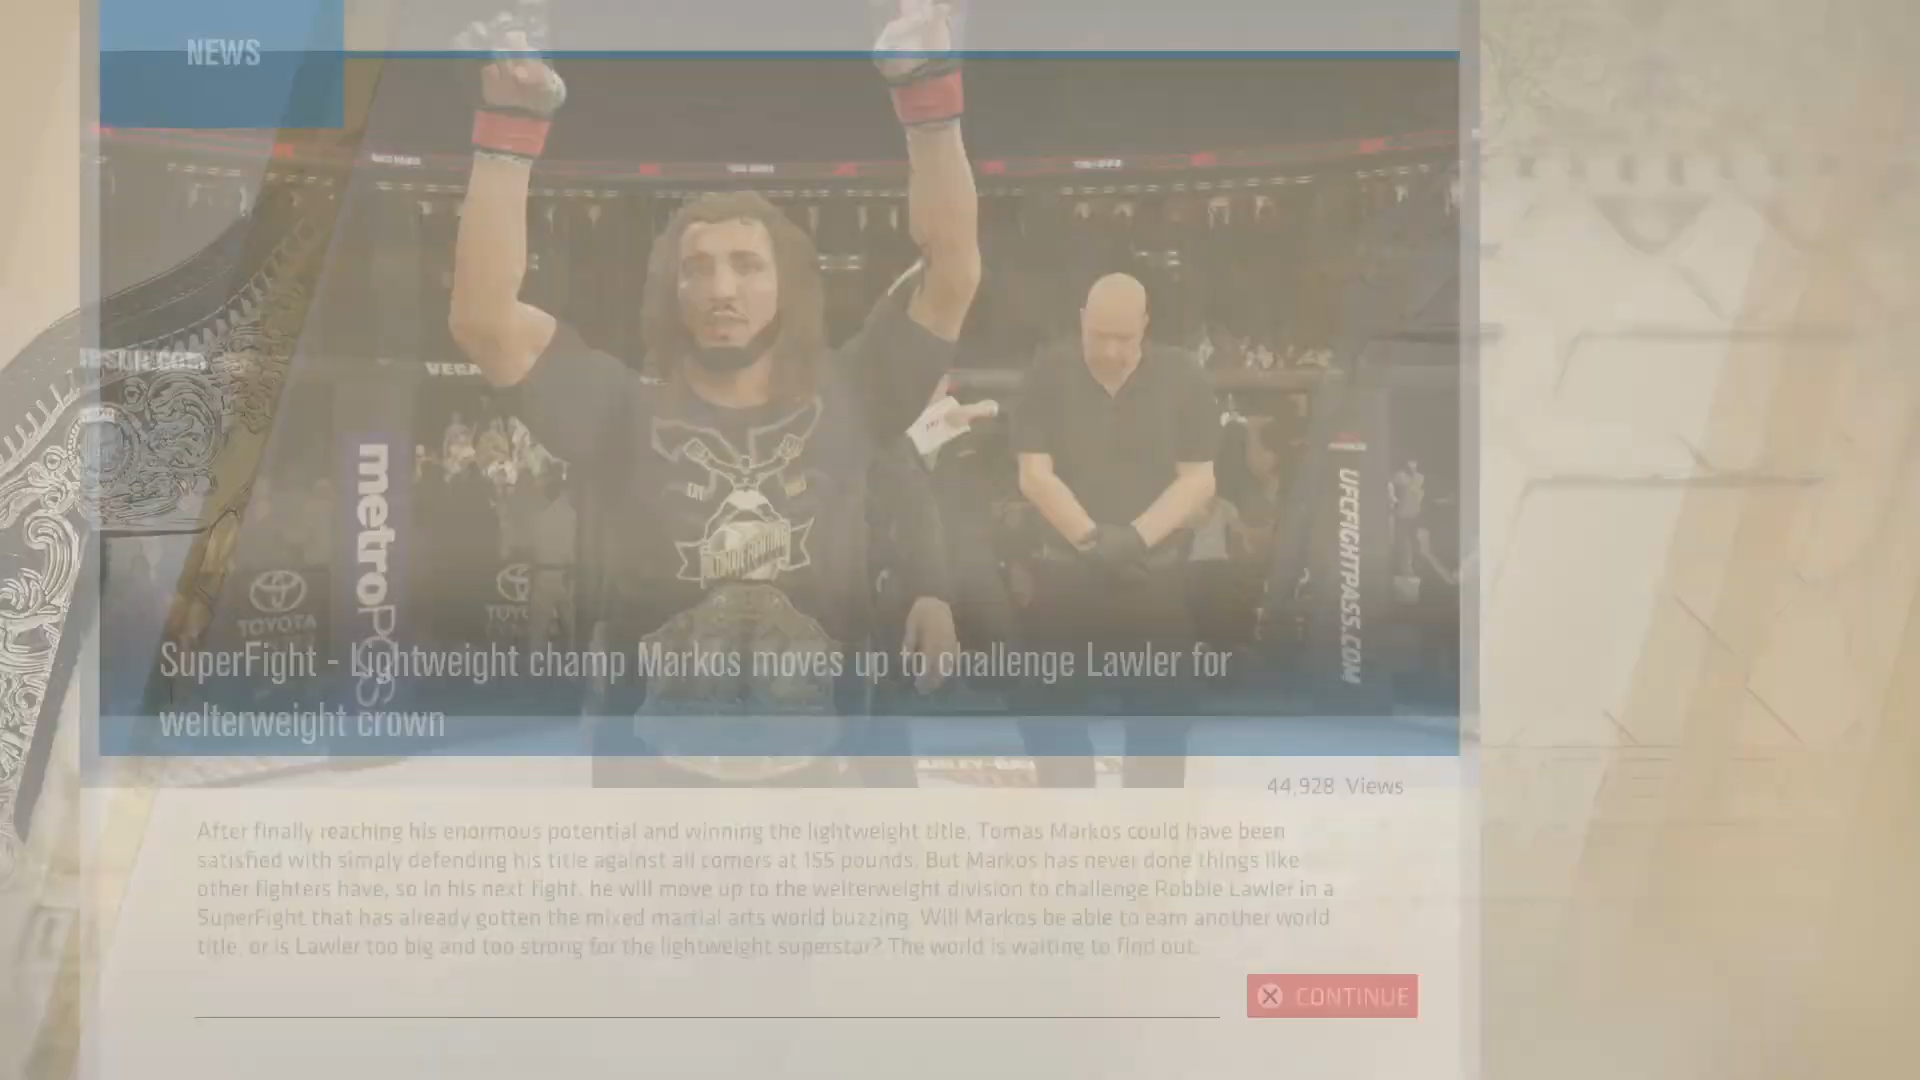 NEWS
VEGA
metroPCS
TOYOTA
UFCFIGHTPASS.COM
SuperFight - Lightweight champ Markos moves up to challenge Lawler for
welterweight crown
44,928 Views
After finally reaching his enormous potential and winning the lightweight title, Tomas Markos could have been
satisfied with simply defending his title against all comers at 155 pounds. But Markos has never done things like
other fighters have, so in his next fight, he will move up to the welterweight division to challenge Robbie Lawler in a
SuperFight that has already gotten the mixed martial arts world buzzing. Will Markos be able to earn another world
title, or is Lawler too big and too strong for the lightweight superstar? The world is waiting to find out.
CONTINUE